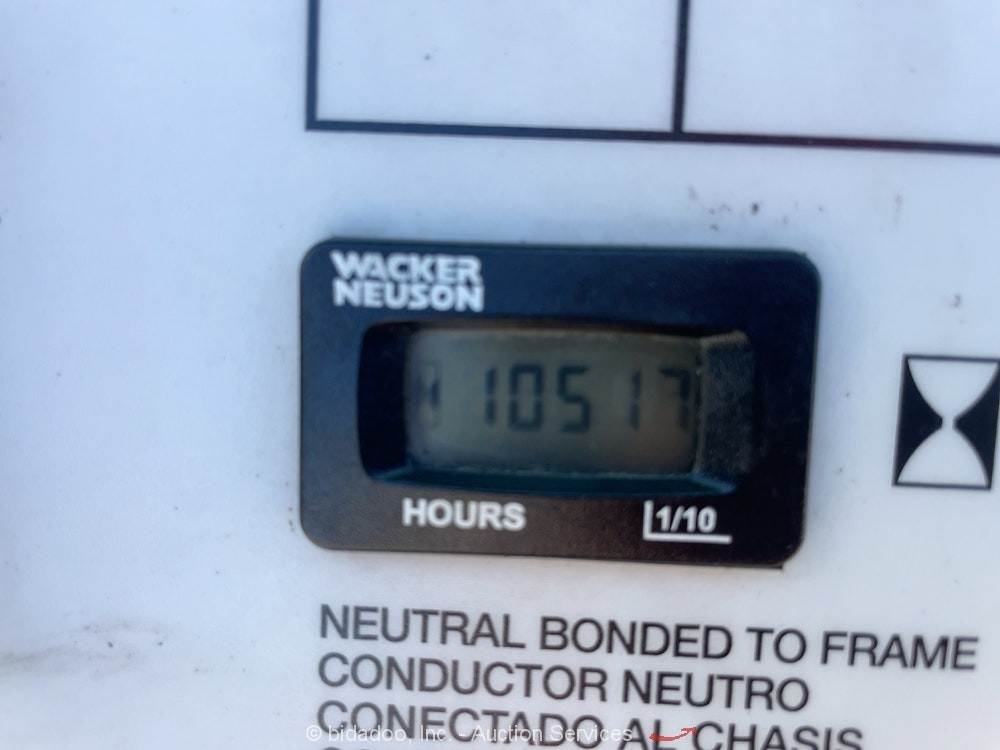 WACKER
NEUSON
10517
HOURS 1/10
NEUTRAL BONDED TO FRAME
CONDUCTOR NEUTRO
CONECTADO AL CHASIS
© bidadoo, Inc. - Auction Services